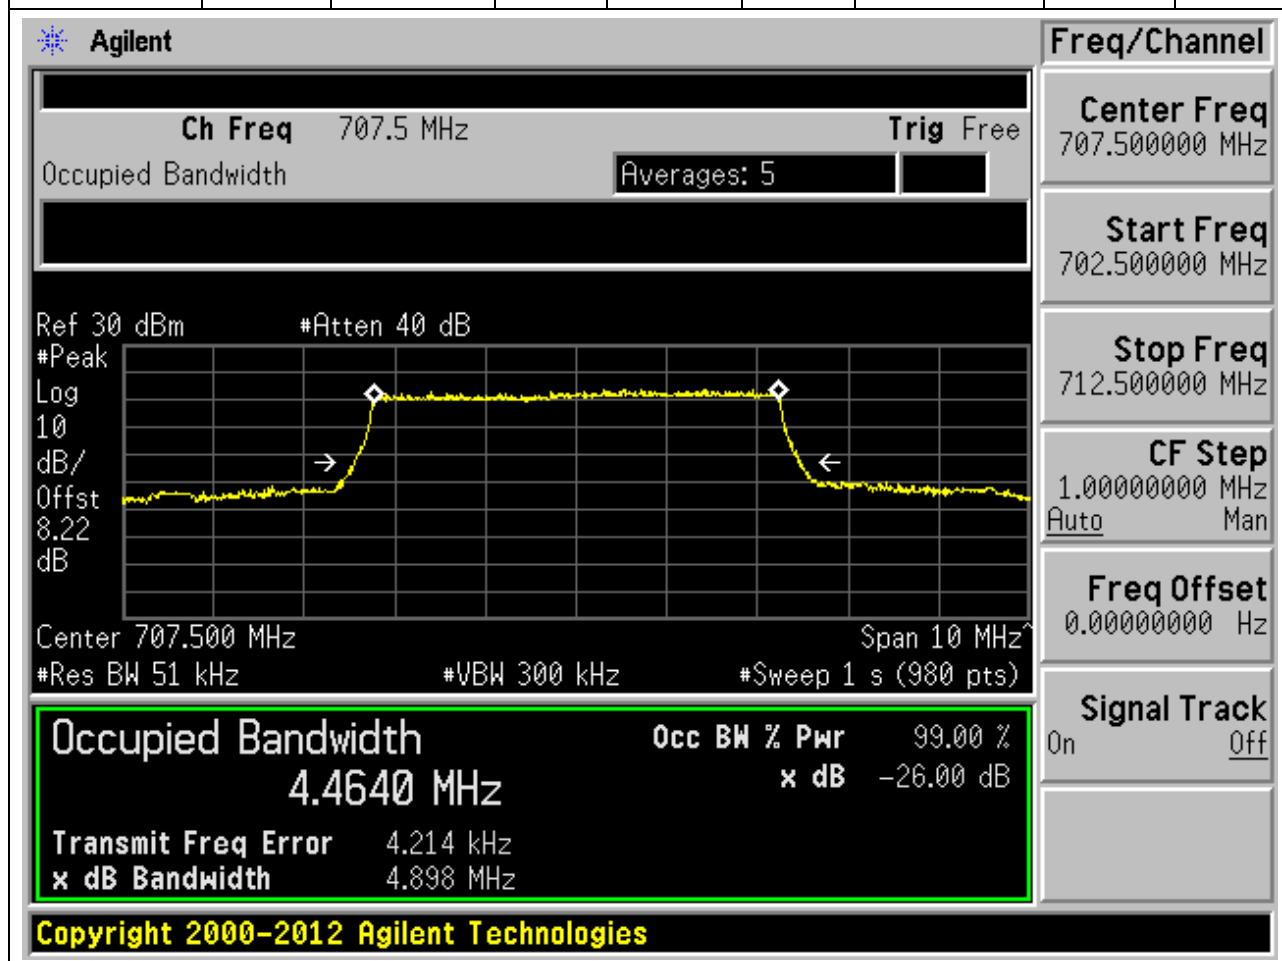 Agilent
Freq/Channel
Ch Freq 707.5 MHz Trig Free
Occupied Bandwidth Averages: 5
Center Freq
707.500000 MHz
Start Freq
702.500000 MHz
Stop Freq
712.500000 MHz
CF Step
1.00000000 MHz
Auto Man
Freq Offset
0.00000000 Hz
Signal Track
On Off
Ref 30 dBm #Atten 40 dB
#Peak
Log
10
dB/
Offst
8.22
dB
Center 707.500 MHz Span 10 MHz^
#Res BW 51 kHz #VBW 300 kHz #Sweep 1 s (980 pts)
Occupied Bandwidth Occ BW % Pwr 99.00 %
4.4640 MHz x dB -26.00 dB
Transmit Freq Error 4.214 kHz
x dB Bandwidth 4.898 MHz
Copyright 2000-2012 Agilent Technologies